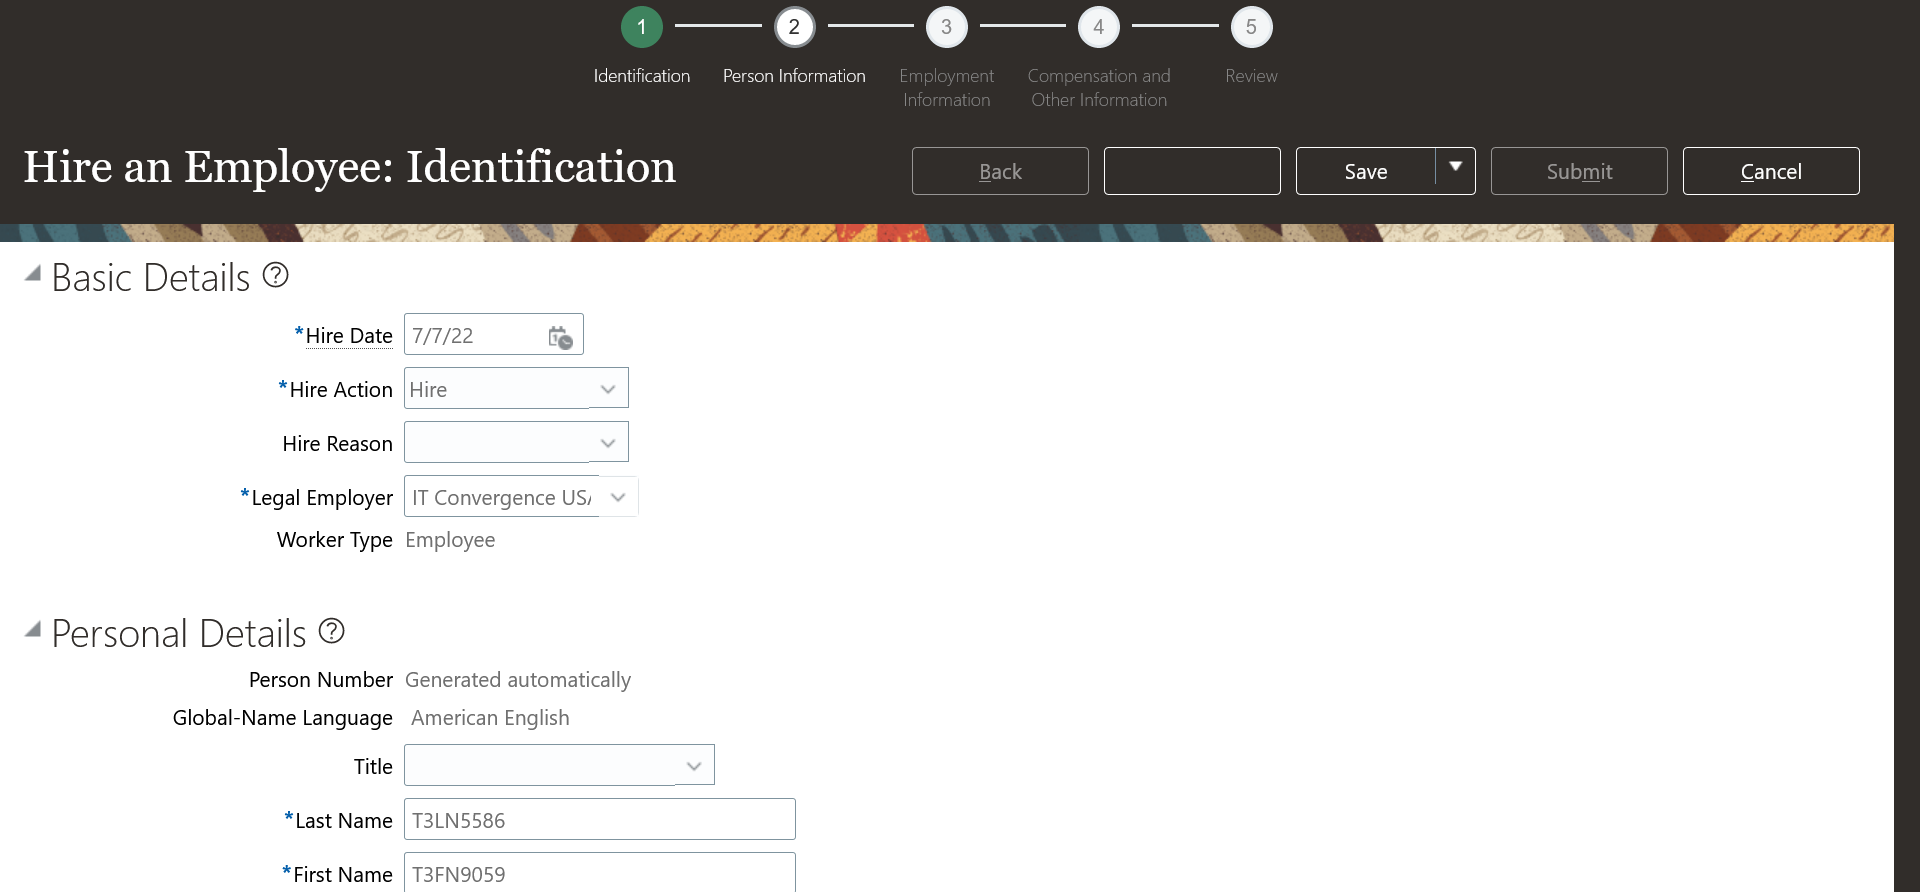 1 2 3 4 5
Identification Person Information Employment Information Compensation and Other Information Review
Hire an Employee: Identification
Back Save Submit Cancel
Basic Details ?
*Hire Date 7/7/22
*Hire Action Hire
Hire Reason
*Legal Employer IT Convergence USA
Worker Type Employee
Personal Details ?
Person Number Generated automatically
Global-Name Language American English
Title
*Last Name T3LN5586
*First Name T3FN9059